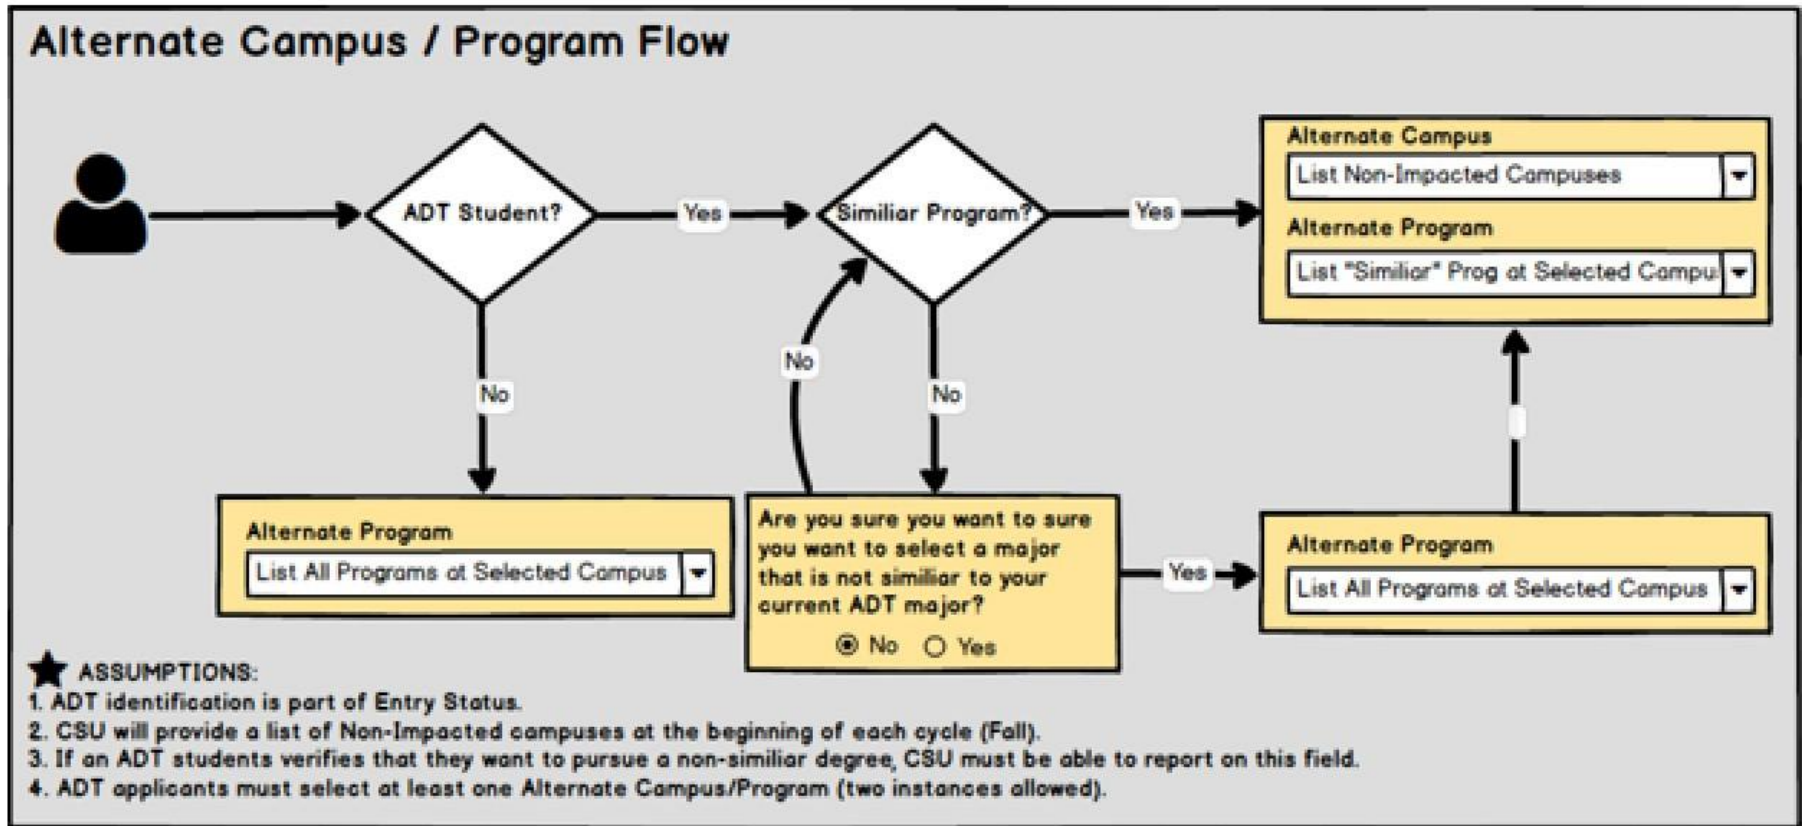 Alternate Campus / Program Flow
ADT Student?
Yes
Similiar Program?
Yes
Alternate Campus
List Non-Impacted Campuses
Alternate Program
List "Similiar" Prog at Selected Campu
No
No
No
Alternate Program
List All Programs at Selected Campus
Are you sure you want to sure
you want to select a major
that is not similiar to your
current ADT major?
No Yes
Yes
Alternate Program
List All Programs at Selected Campus
ASSUMPTIONS:
1. ADT identification is part of Entry Status.
2. CSU will provide a list of Non-Impacted campuses at the beginning of each cycle (Fall).
3. If an ADT students verifies that they want to pursue a non-similiar degree, CSU must be able to report on this field.
4. ADT applicants must select at least one Alternate Campus/Program (two instances allowed).